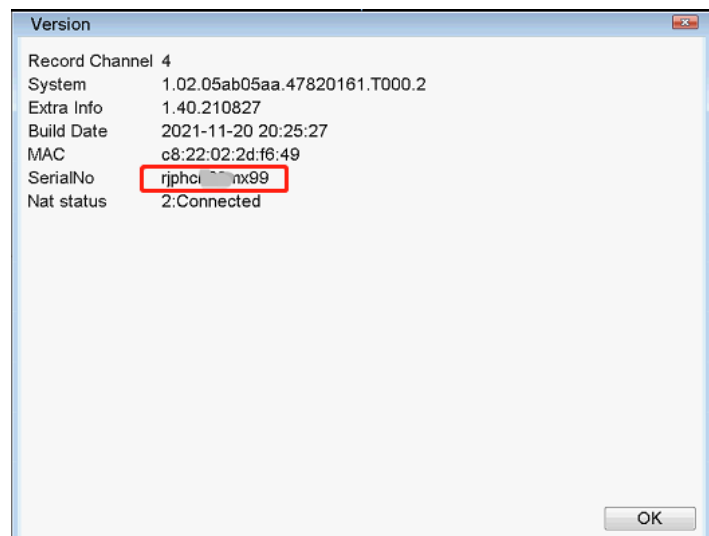 Version
Record Channel 4
System 1.02.05ab05aa.47820161.T000.2
Extra Info 1.40.210827
Build Date 2021-11-20 20:25:27
MAC c8:22:02:2d:f6:49
SerialNo
Nat status 2:Connected
OK